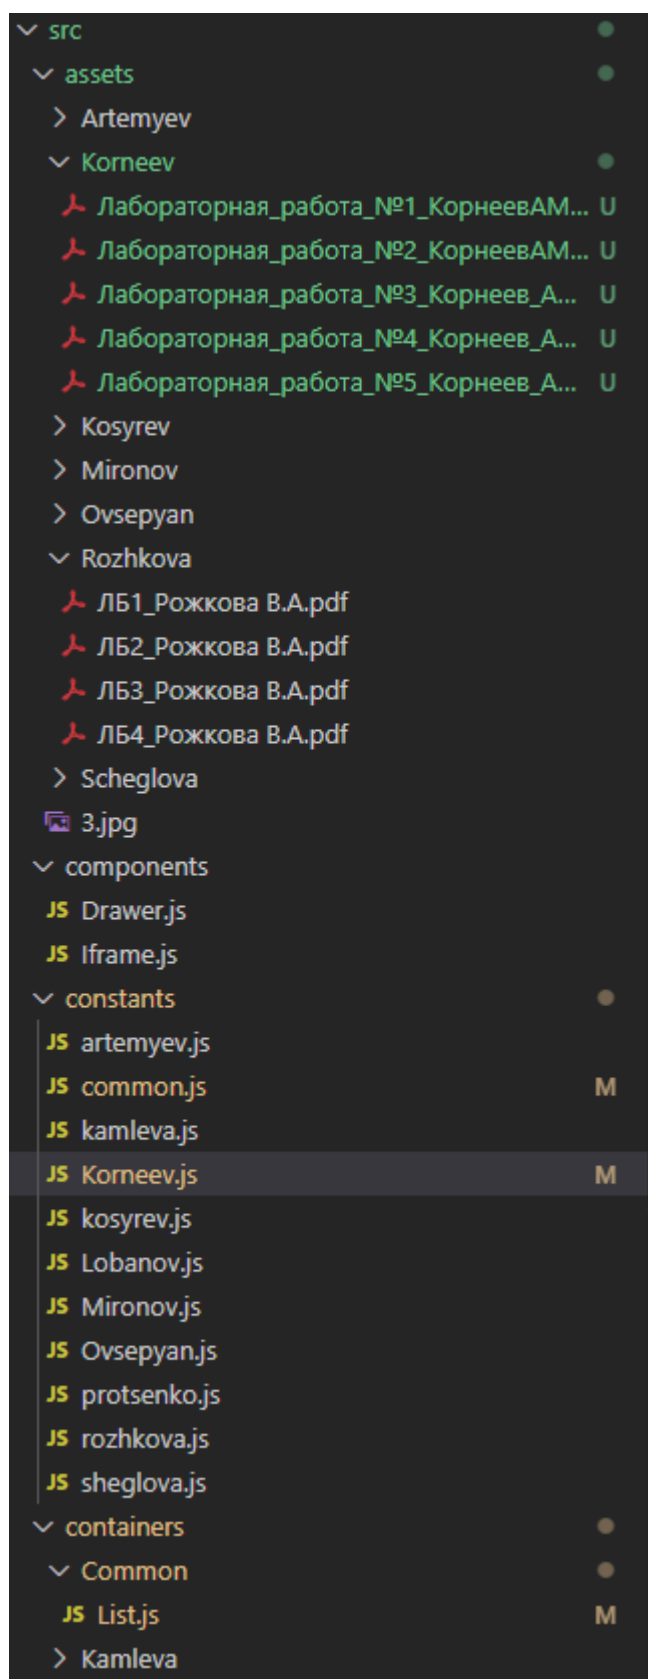 src
assets
Artemyev
Korneev
Лабораторная_работа_№1_КорнеевАМ... U
Лабораторная_работа_№2_КорнеевАМ... U
Лабораторная_работа_№3_Корнеев_А... U
Лабораторная_работа_№4_Корнеев_А... U
Лабораторная_работа_№5_Корнеев_А... U
Kosyrev
Mironov
Ovsepyan
Rozhkova
ЛБ1_Рожкова В.А.pdf
ЛБ2_Рожкова В.А.pdf
ЛБ3_Рожкова В.А.pdf
ЛБ4_Рожкова В.А.pdf
Scheglova
3.jpg
components
JS Drawer.js
JS Iframe.js
constants
JS artemyev.js
JS common.js M
JS kamleva.js
JS Korneev.js M
JS kosyrev.js
JS Lobanov.js
JS Mironov.js
JS Ovsepyan.js
JS protsenko.js
JS rozhkova.js
JS sheglova.js
containers
Common
JS List.js M
Kamleva